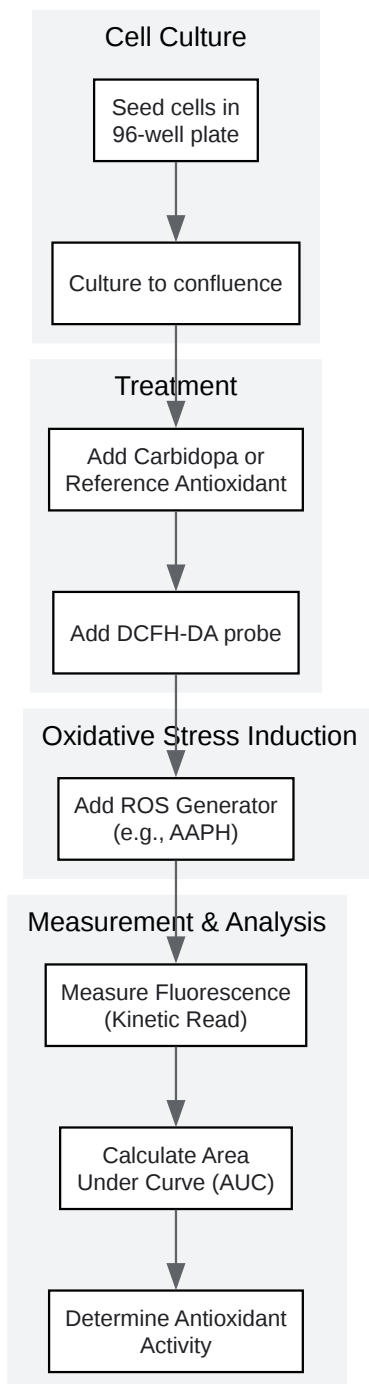 Cell Culture
Seed cells in
96-well plate
Culture to confluence
Treatment
Add Carbidopa or
Reference Antioxidant
Add DCFH-DA probe
Oxidative Stress Induction
Add ROS Generator
(e.g., AAPH)
Measurement & Analysis
Measure Fluorescence
(Kinetic Read)
Calculate Area
Under Curve (AUC)
Determine Antioxidant
Activity